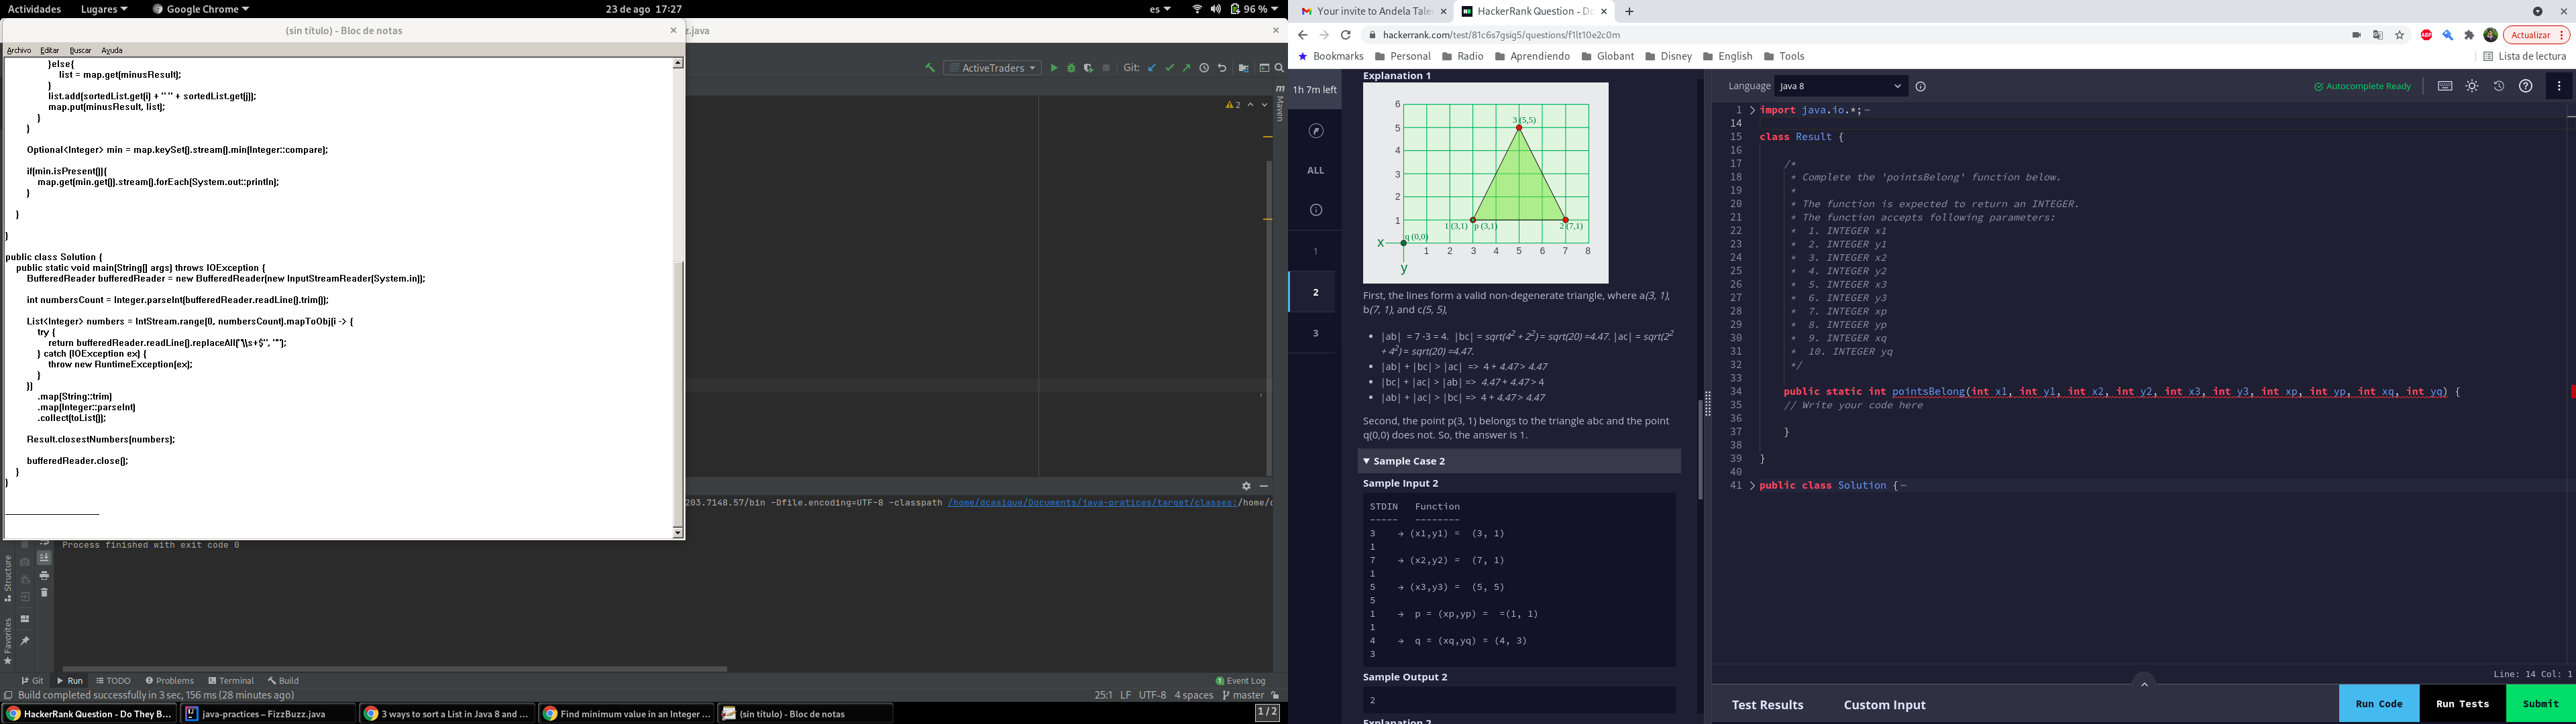 Actividades Lugares Google Chrome 23 de ago 17:27 es 96 %
(sin título) - Bloc de notas
z.java
Archivo Editar Buscar Ayuda
}else{
list = map.get(minusResult);
}
list.add(sortedList.get(i) + " " + sortedList.get(j));
map.put(minusResult, list);
}
}
Optional<Integer> min = map.keySet().stream().min(Integer::compare);
if(min.isPresent()){
map.get(min.get()).stream().forEach(System.out::println);
}
}
}
public class Solution {
public static void main(String[] args) throws IOException {
BufferedReader bufferedReader = new BufferedReader(new InputStreamReader(System.in));
int numbersCount = Integer.parseInt(bufferedReader.readLine().trim());
List<Integer> numbers = IntStream.range(0, numbersCount).mapToObj(i -> {
try {
return bufferedReader.readLine().replaceAll("\\s+$", "");
} catch (IOException ex) {
throw new RuntimeException(ex);
}
})
.map(String::trim)
.map(Integer::parseInt)
.collect(toList());
Result.closestNumbers(numbers);
bufferedReader.close();
}
}
ActiveTraders Git:
2
Maven
203.7148.57/bin -Dfile.encoding=UTF-8 -classpath /home/dcasique/Documents/java-pratices/target/classes:/home/d
Process finished with exit code 0
Structure
Favorites
Git Run TODO Problems Terminal Build 1 Event Log
Build completed successfully in 3 sec, 156 ms (28 minutes ago) 25:1 LF UTF-8 4 spaces master
HackerRank Question - Do They B... java-practices – FizzBuzz.java 3 ways to sort a List in Java 8 and ... Find minimum value in an Integer ... (sin título) - Bloc de notas 1 / 2
Your invite to Andela Tale HackerRank Question - Do
hackerrank.com/test/81c6s7gsig5/questions/f1lt10e2c0m ABP Actualizar
Bookmarks Personal Radio Aprendiendo Globant Disney English Tools Lista de lectura
1h 7m left
ALL
1
2
3
Explanation 1
6
5
4
3
2
1
3 (5,5)
1 (3,1) p (3,1) 2 (7,1)
q (0,0)
X
1 2 3 4 5 6 7 8
y
First, the lines form a valid non-degenerate triangle, where a(3, 1),
b(7, 1), and c(5, 5),
|ab| = 7 -3 = 4. |bc| = sqrt(4² + 2²) = sqrt(20) =4.47. |ac| = sqrt(2²
+ 4²) = sqrt(20) =4.47.
|ab| + |bc| > |ac| => 4 + 4.47 > 4.47
|bc| + |ac| > |ab| => 4.47 + 4.47 > 4
|ab| + |ac| > |bc| => 4 + 4.47 > 4.47
Second, the point p(3, 1) belongs to the triangle abc and the point
q(0,0) does not. So, the answer is 1.
Sample Case 2
Sample Input 2
STDIN Function
----- --------
3 → (x1,y1) = (3, 1)
1
7 → (x2,y2) = (7, 1)
1
5 → (x3,y3) = (5, 5)
5
1 → p = (xp,yp) = =(1, 1)
1
4 → q = (xq,yq) = (4, 3)
3
Sample Output 2
2
Explanation 2
Language Java 8 Autocomplete Ready
1 import java.io.*;
14
15 class Result {
16
17 /*
18 * Complete the 'pointsBelong' function below.
19 *
20 * The function is expected to return an INTEGER.
21 * The function accepts following parameters:
22 * 1. INTEGER x1
23 * 2. INTEGER y1
24 * 3. INTEGER x2
25 * 4. INTEGER y2
26 * 5. INTEGER x3
27 * 6. INTEGER y3
28 * 7. INTEGER xp
29 * 8. INTEGER yp
30 * 9. INTEGER xq
31 * 10. INTEGER yq
32 */
33
34 public static int pointsBelong(int x1, int y1, int x2, int y2, int x3, int y3, int xp, int yp, int xq, int yq) {
35 // Write your code here
36
37 }
38
39 }
40
41 public class Solution {
Line: 14 Col: 1
Test Results Custom Input Run Code Run Tests Submit